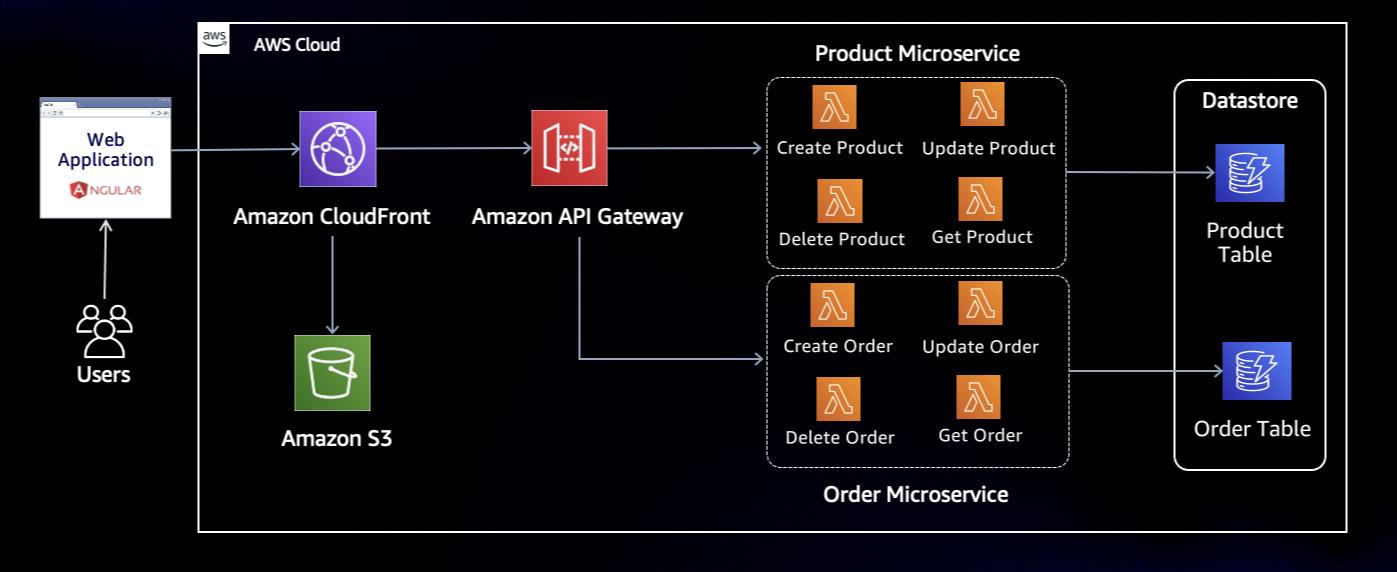 aws
AWS Cloud
Product Microservice
Datastore
Web
Application
ANGULAR
Users
Amazon CloudFront
</>
Amazon API Gateway
Create Product
Update Product
Delete Product
Get Product
Product
Table
Amazon S3
Create Order
Update Order
Delete Order
Get Order
Order Table
Order Microservice